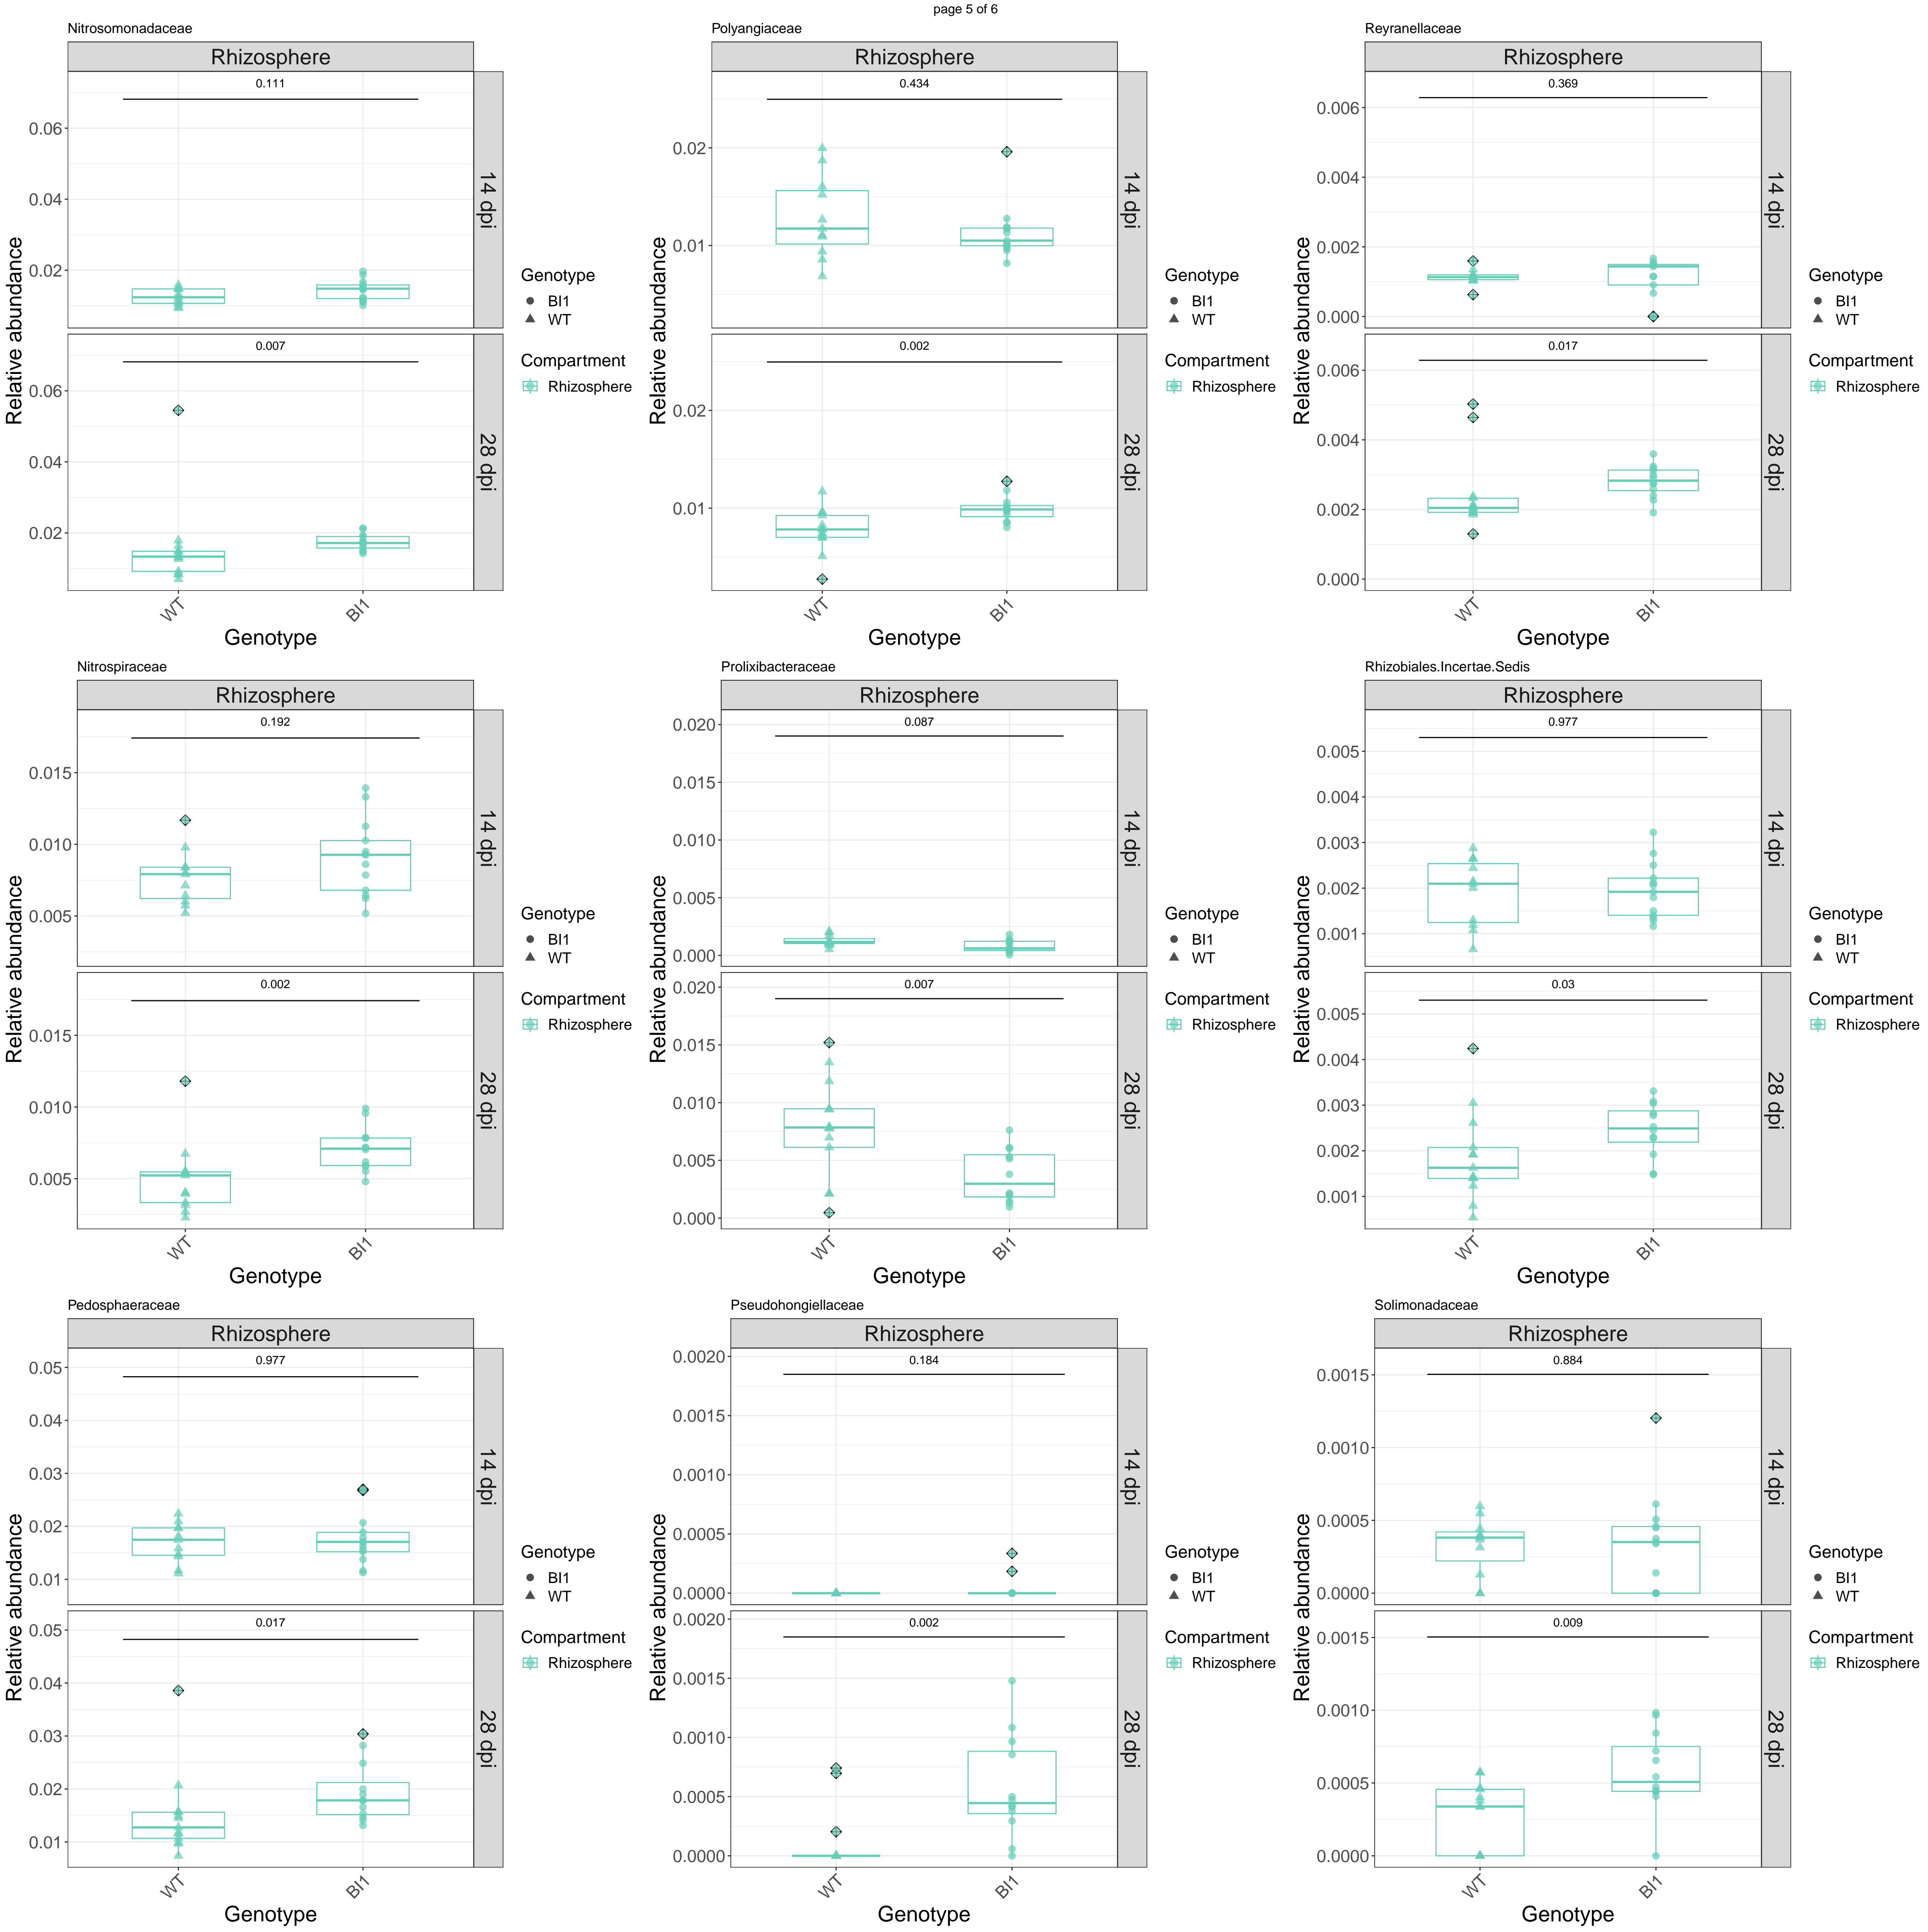 page 5 of 6
Nitrosomonadaceae
Rhizosphere
0.111
0.06
0.04
0.02
14 dpi
0.007
0.06
0.04
0.02
28 dpi
Relative abundance
WT
BI1
Genotype
Genotype
BI1
WT
Compartment
Rhizosphere
Polyangiaceae
Rhizosphere
0.434
0.02
0.01
14 dpi
0.002
0.02
0.01
28 dpi
Relative abundance
WT
BI1
Genotype
Genotype
BI1
WT
Compartment
Rhizosphere
Reyranellaceae
Rhizosphere
0.369
0.006
0.004
0.002
0.000
14 dpi
0.017
0.006
0.004
0.002
0.000
28 dpi
Relative abundance
WT
BI1
Genotype
Genotype
BI1
WT
Compartment
Rhizosphere
Nitrospiraceae
Rhizosphere
0.192
0.015
0.010
0.005
14 dpi
0.002
0.015
0.010
0.005
28 dpi
Relative abundance
WT
BI1
Genotype
Genotype
BI1
WT
Compartment
Rhizosphere
Prolixibacteraceae
Rhizosphere
0.087
0.020
0.015
0.010
0.005
0.000
14 dpi
0.007
0.020
0.015
0.010
0.005
0.000
28 dpi
Relative abundance
WT
BI1
Genotype
Genotype
BI1
WT
Compartment
Rhizosphere
Rhizobiales.Incertae.Sedis
Rhizosphere
0.977
0.005
0.004
0.003
0.002
0.001
14 dpi
0.03
0.005
0.004
0.003
0.002
0.001
28 dpi
Relative abundance
WT
BI1
Genotype
Genotype
BI1
WT
Compartment
Rhizosphere
Pedosphaeraceae
Rhizosphere
0.977
0.05
0.04
0.03
0.02
0.01
14 dpi
0.017
0.05
0.04
0.03
0.02
0.01
28 dpi
Relative abundance
WT
BI1
Genotype
Genotype
BI1
WT
Compartment
Rhizosphere
Pseudohongiellaceae
Rhizosphere
0.184
0.0020
0.0015
0.0010
0.0005
0.0000
14 dpi
0.002
0.0020
0.0015
0.0010
0.0005
0.0000
28 dpi
Relative abundance
WT
BI1
Genotype
Genotype
BI1
WT
Compartment
Rhizosphere
Solimonadaceae
Rhizosphere
0.884
0.0015
0.0010
0.0005
0.0000
14 dpi
0.009
0.0015
0.0010
0.0005
0.0000
28 dpi
Relative abundance
WT
BI1
Genotype
Genotype
BI1
WT
Compartment
Rhizosphere